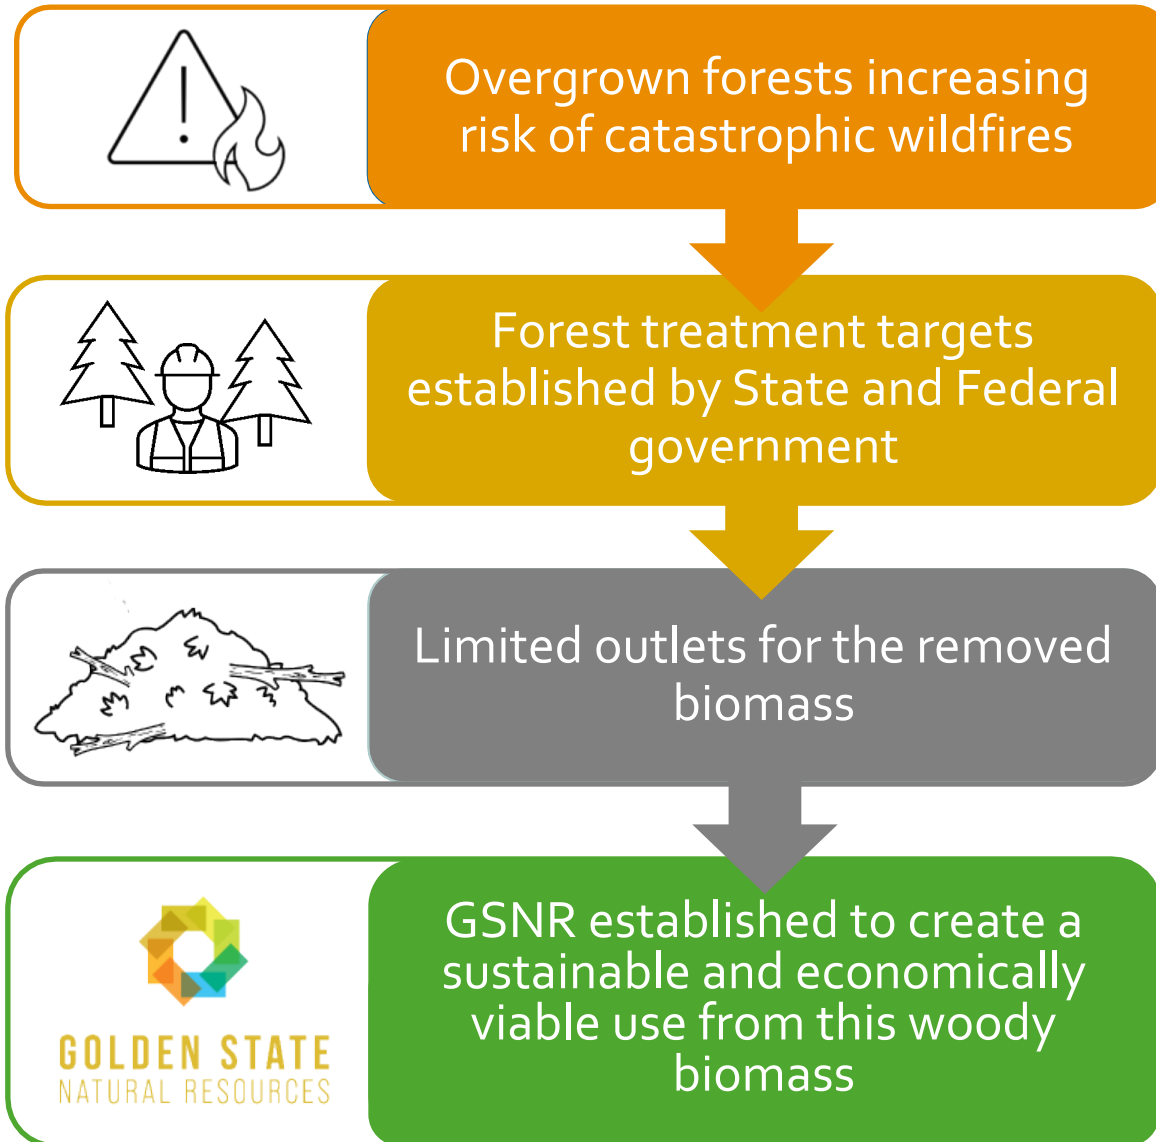 Overgrown forests increasing
risk of catastrophic wildfires
Forest treatment targets
established by State and Federal
government
Limited outlets for the removed
biomass
GSNR established to create a
sustainable and economically
viable use from this woody
biomass
GOLDEN STATE
NATURAL RESOURCES